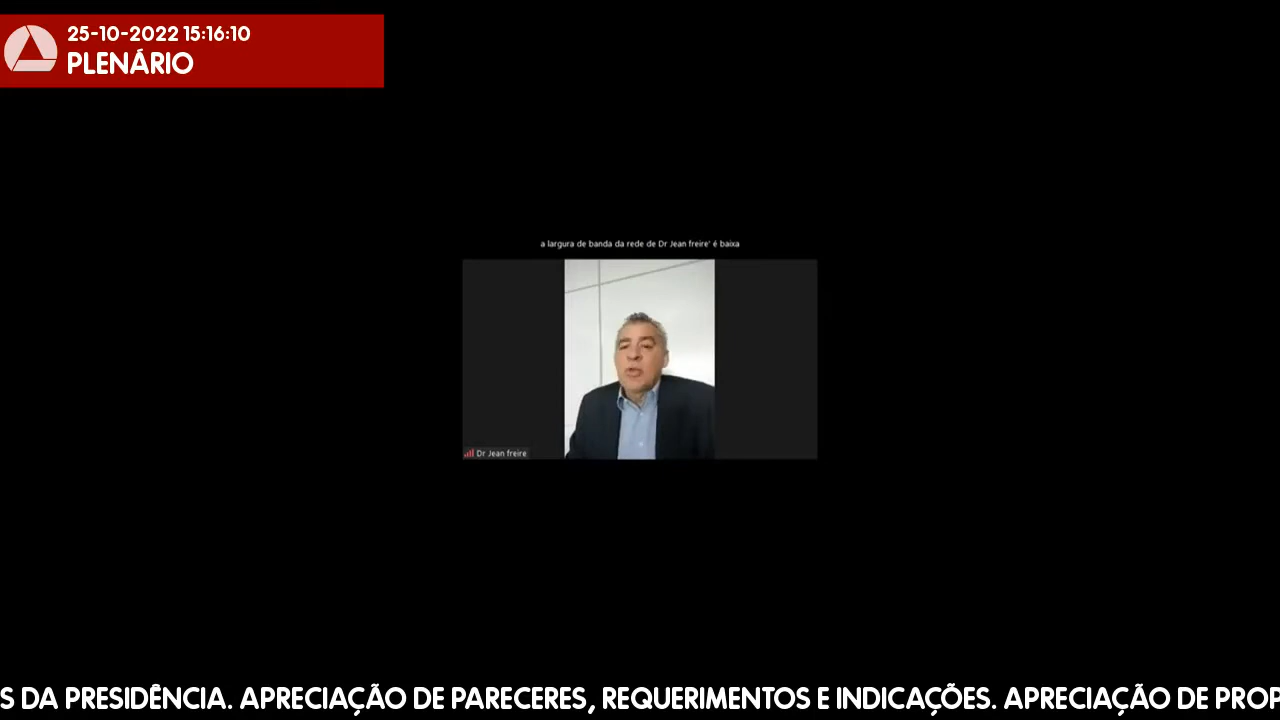 25-10-2022 15:16:10
PLENÁRIO
a largura de banda da rede de Dr Jean freire' é baixa
Dr Jean freire
S DA PRESIDÊNCIA. APRECIAÇÃO DE PARECERES, REQUERIMENTOS E INDICAÇÕES. APRECIAÇÃO DE PROP